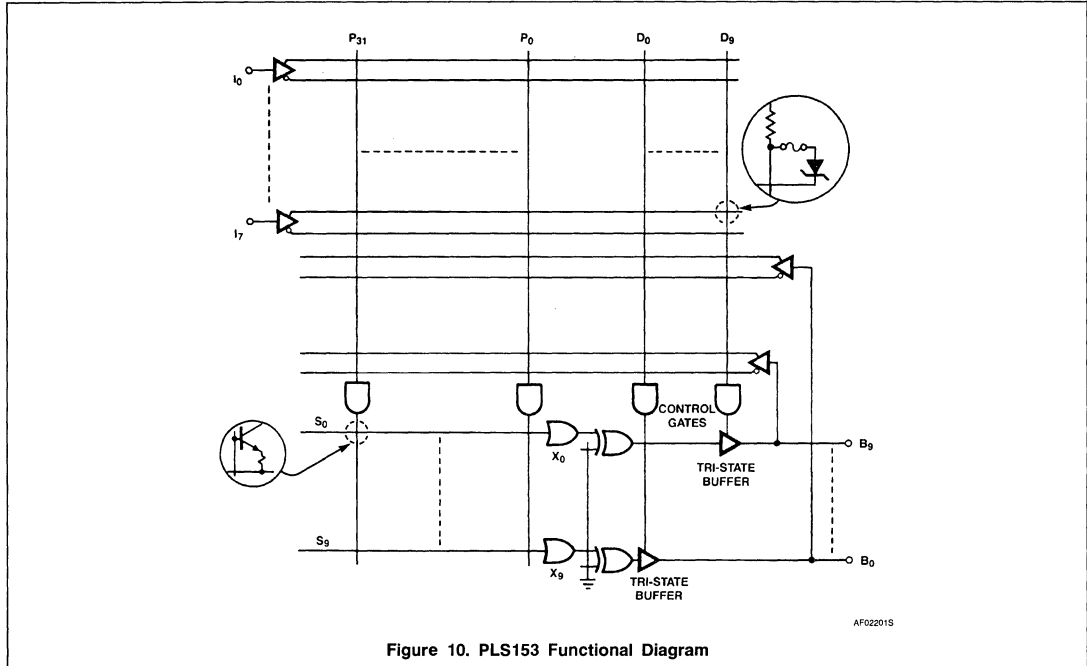 P31 P0 D0 D9
I0
I7
CONTROL
GATES
S0
X0
B9
TRI-STATE
BUFFER
S9
X9
B0
TRI-STATE
BUFFER
AF02201S
Figure 10. PLS153 Functional Diagram